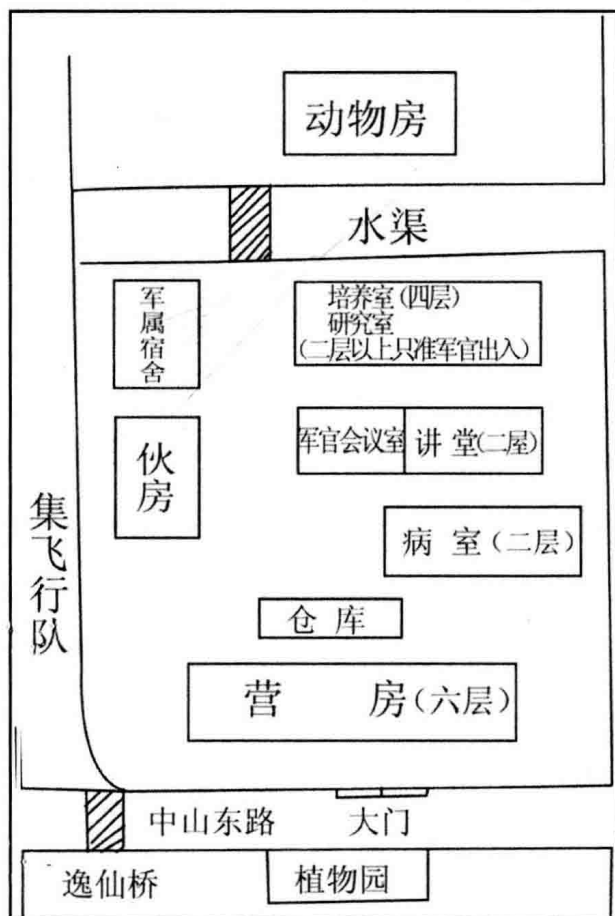 动物房
水渠
军属宿舍
培养室(四层)
研究室
(二层以上只准军官出入)
军官会议室
讲堂(二屋)
伙房
病室(二层)
集飞行队
仓库
营房(六层)
中山东路
大门
逸仙桥
植物园